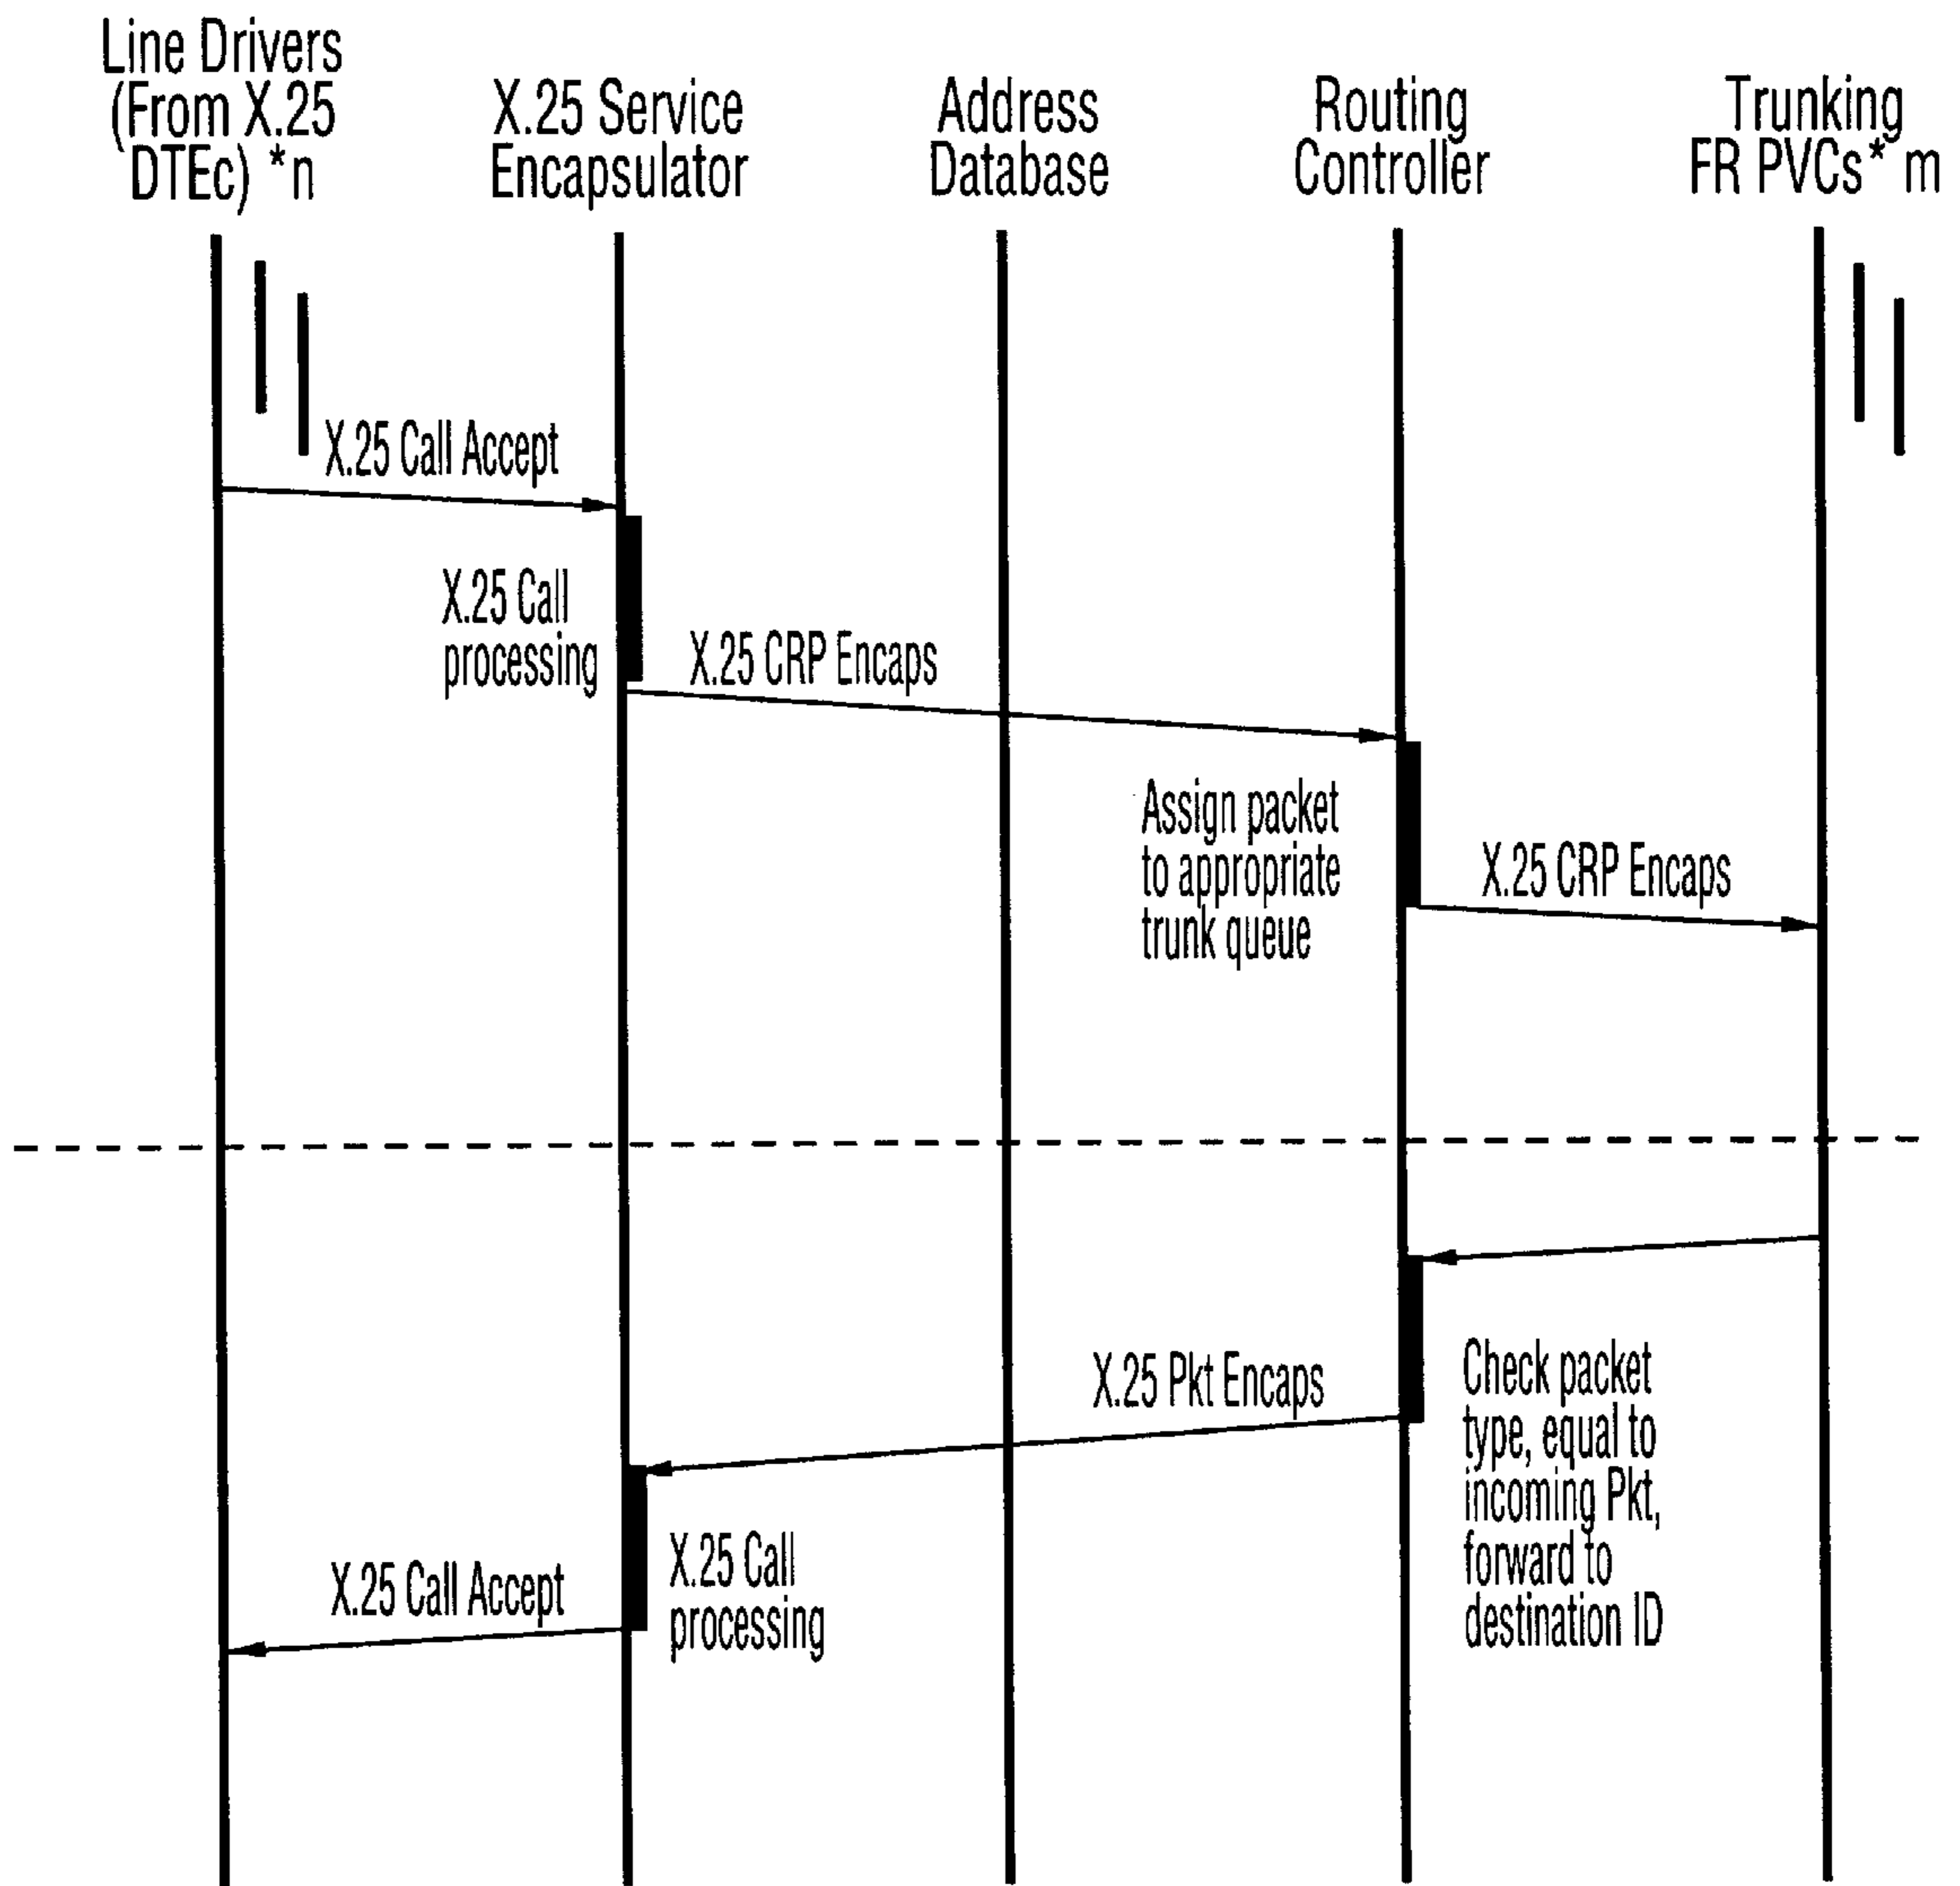 Line Drivers
(From X.25
DTEc) *n
X.25 Service
Encapsulator
Address
Database
Routing
Controller
Trunking
FR PVCs* m
X.25 Call Accept
X.25 Call
processing
X.25 CRP Encaps
Assign packet
to appropriate
trunk queue
X.25 CRP Encaps
X.25 Pkt Encaps
Check packet
type, equal to
incoming Pkt,
forward to
destination ID
X.25 Call Accept
X.25 Call
processing